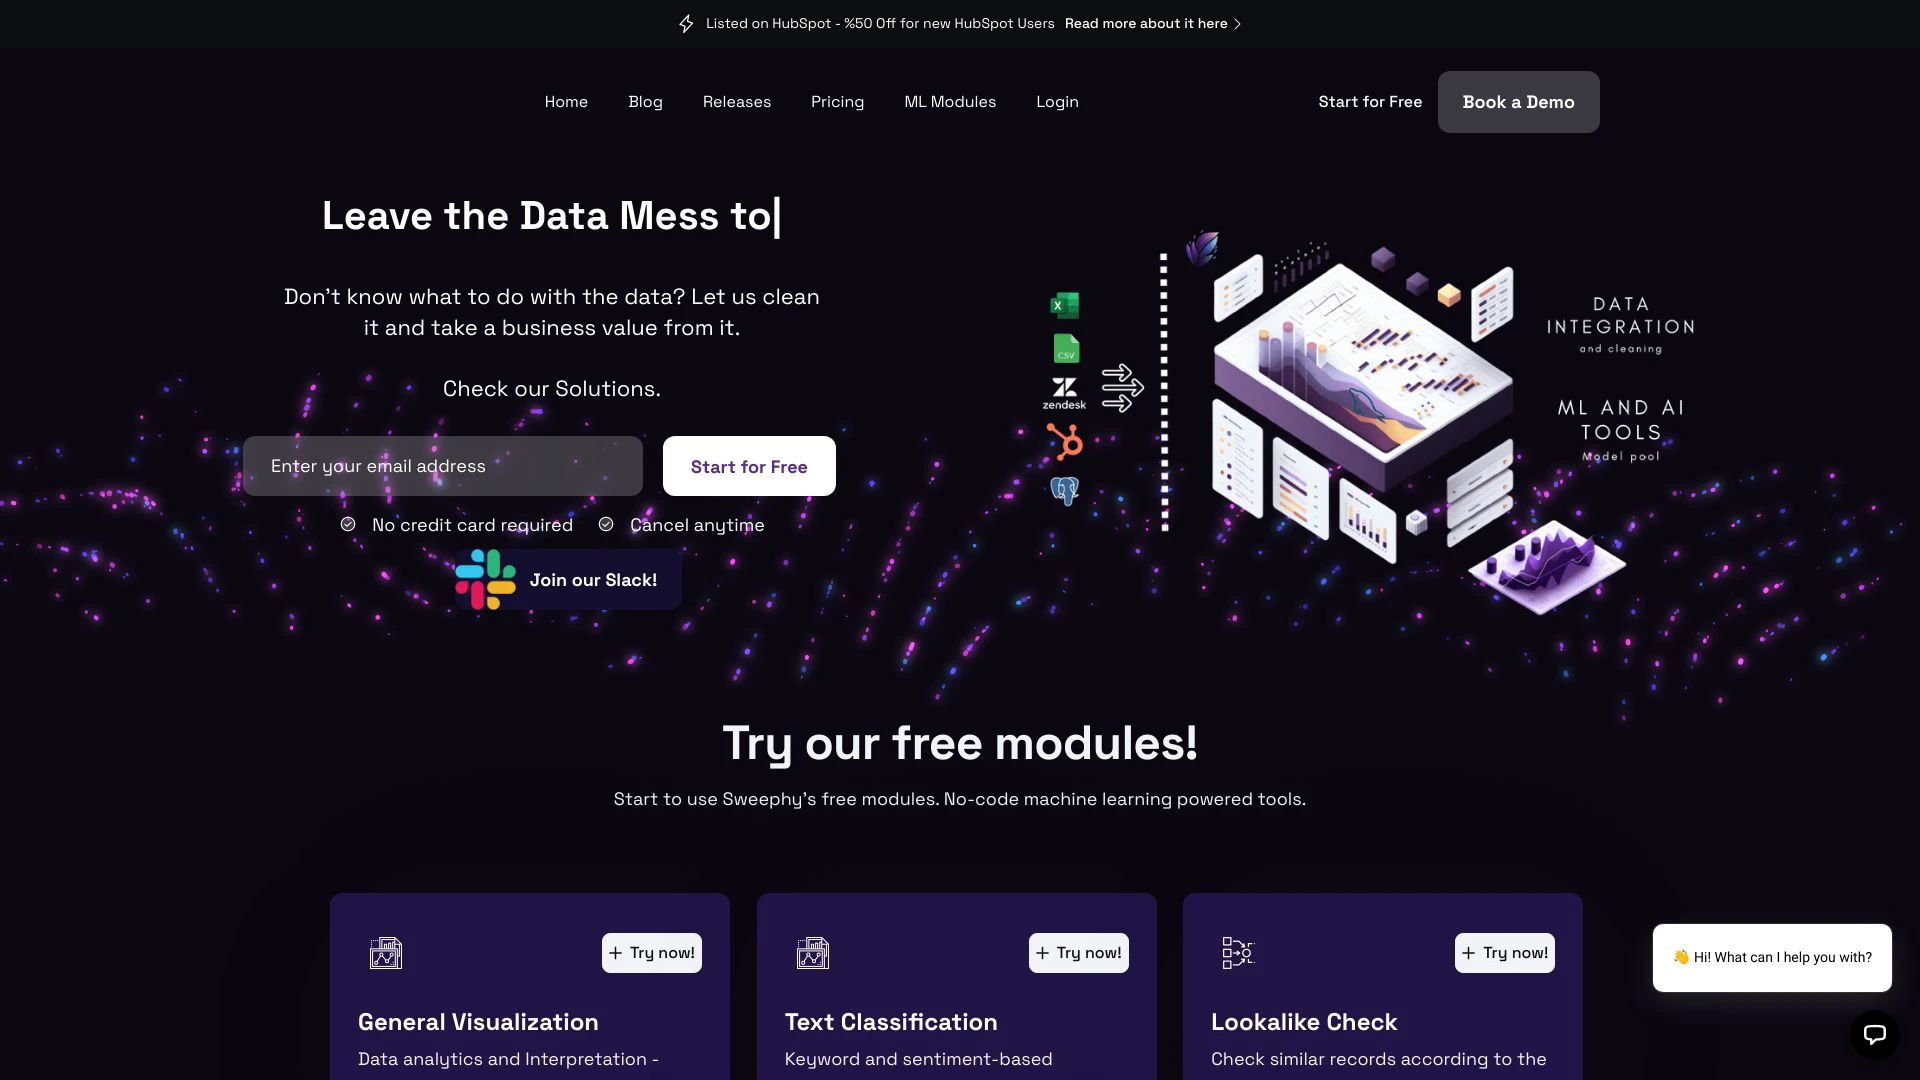 Listed on HubSpot - %50 Off for new HubSpot Users Read more about it here
Home Blog Releases Pricing ML Modules Login Start for Free Book a Demo
Leave the Data Mess to|
Don't know what to do with the data? Let us clean
it and take a business value from it.
Check our Solutions.
Enter your email address Start for Free
No credit card required Cancel anytime
Join our Slack!
X
CSV
zendesk
DATA
INTEGRATION
and cleaning
ML AND AI
TOOLS
Model pool
Try our free modules!
Start to use Sweephy's free modules. No-code machine learning powered tools.
+ Try now! + Try now! + Try now!
General Visualization Text Classification Lookalike Check
Data analytics and Interpretation - Keyword and sentiment-based Check similar records according to the
👋 Hi! What can I help you with?